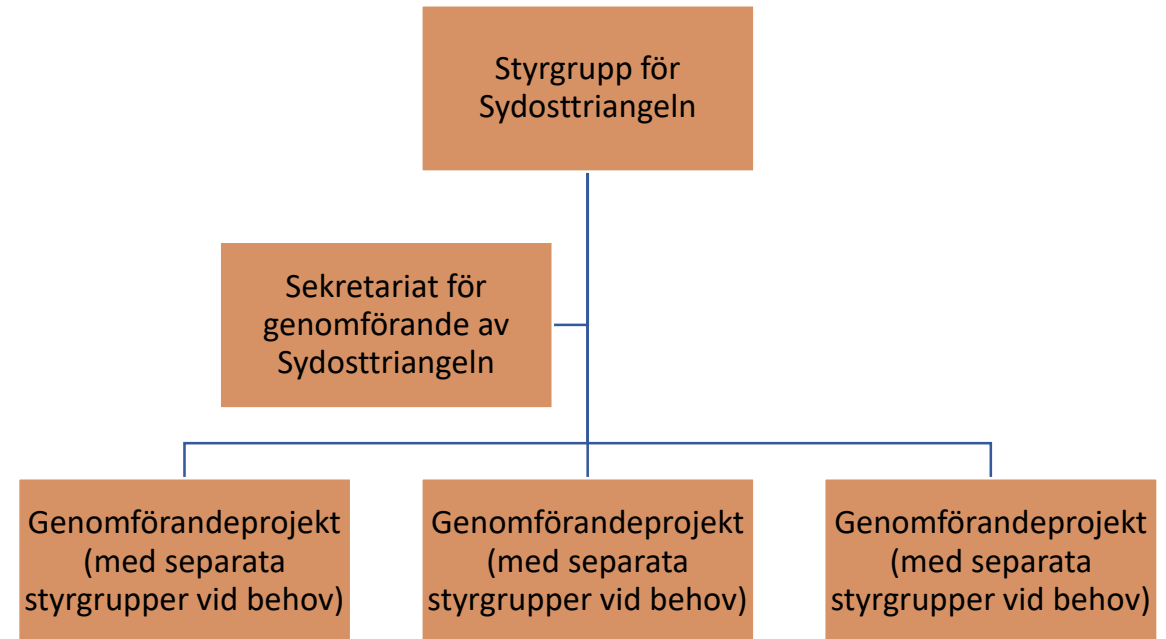 Styrgrupp för
Sydosttriangeln
Sekretariat för
genomförande av
Sydosttriangeln
Genomförandeprojekt
(med separata
styrgrupper vid behov)
Genomförandeprojekt
(med separata
styrgrupper vid behov)
Genomförandeprojekt
(med separata
styrgrupper vid behov)